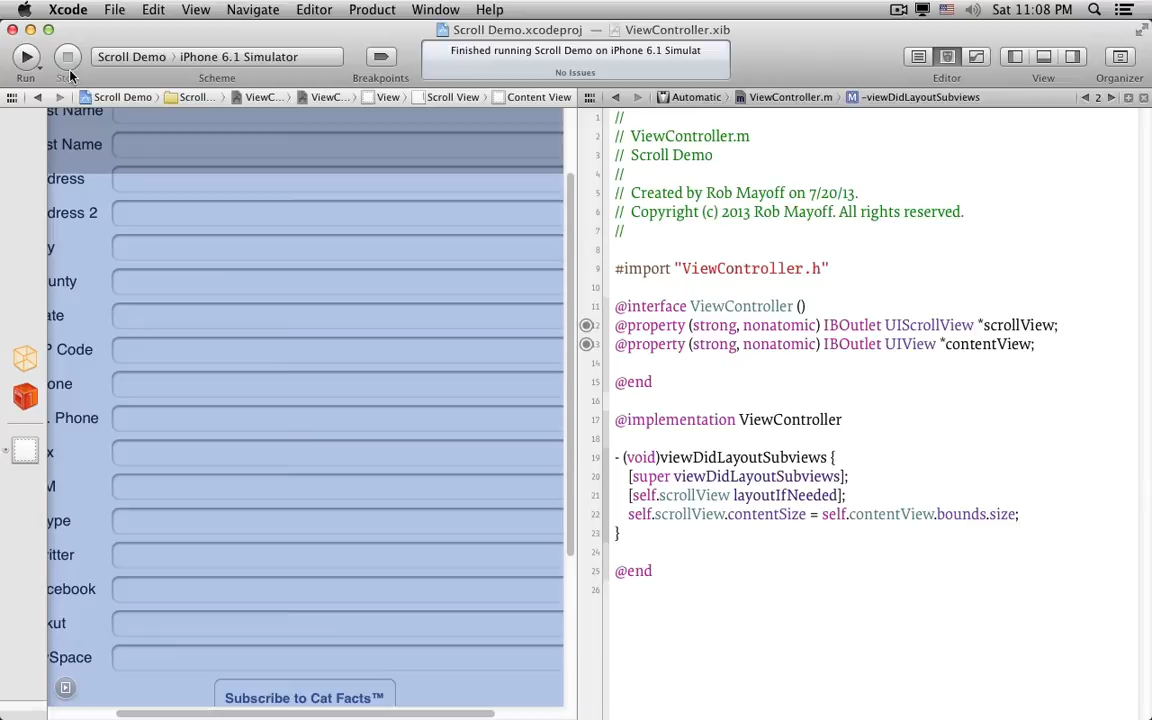 Xcode File Edit View Navigate Editor Product Window Help Sat 11:08 PM
Scroll Demo.xcodeproj › ViewController.xib
Scroll Demo › iPhone 6.1 Simulator
Finished running Scroll Demo on iPhone 6.1 Simulat
No Issues
Run Scheme Breakpoints Editor View Organizer
Scroll Demo Scroll... ViewC... ViewC... View Scroll View Content View
Automatic ViewController.m -viewDidLayoutSubviews 2
st Name
st Name
dress
dress 2
y
unty
ate
P Code
one
. Phone
x
M
ype
itter
cebook
kut
Space
Subscribe to Cat Facts™
1 //
2 // ViewController.m
3 // Scroll Demo
4 //
5 // Created by Rob Mayoff on 7/20/13.
6 // Copyright (c) 2013 Rob Mayoff. All rights reserved.
7 //
8
9 #import "ViewController.h"
10
11 @interface ViewController ()
12 @property (strong, nonatomic) IBOutlet UIScrollView *scrollView;
13 @property (strong, nonatomic) IBOutlet UIView *contentView;
14
15 @end
16
17 @implementation ViewController
18
19 - (void)viewDidLayoutSubviews {
20 [super viewDidLayoutSubviews];
21 [self.scrollView layoutIfNeeded];
22 self.scrollView.contentSize = self.contentView.bounds.size;
23 }
24
25 @end
26